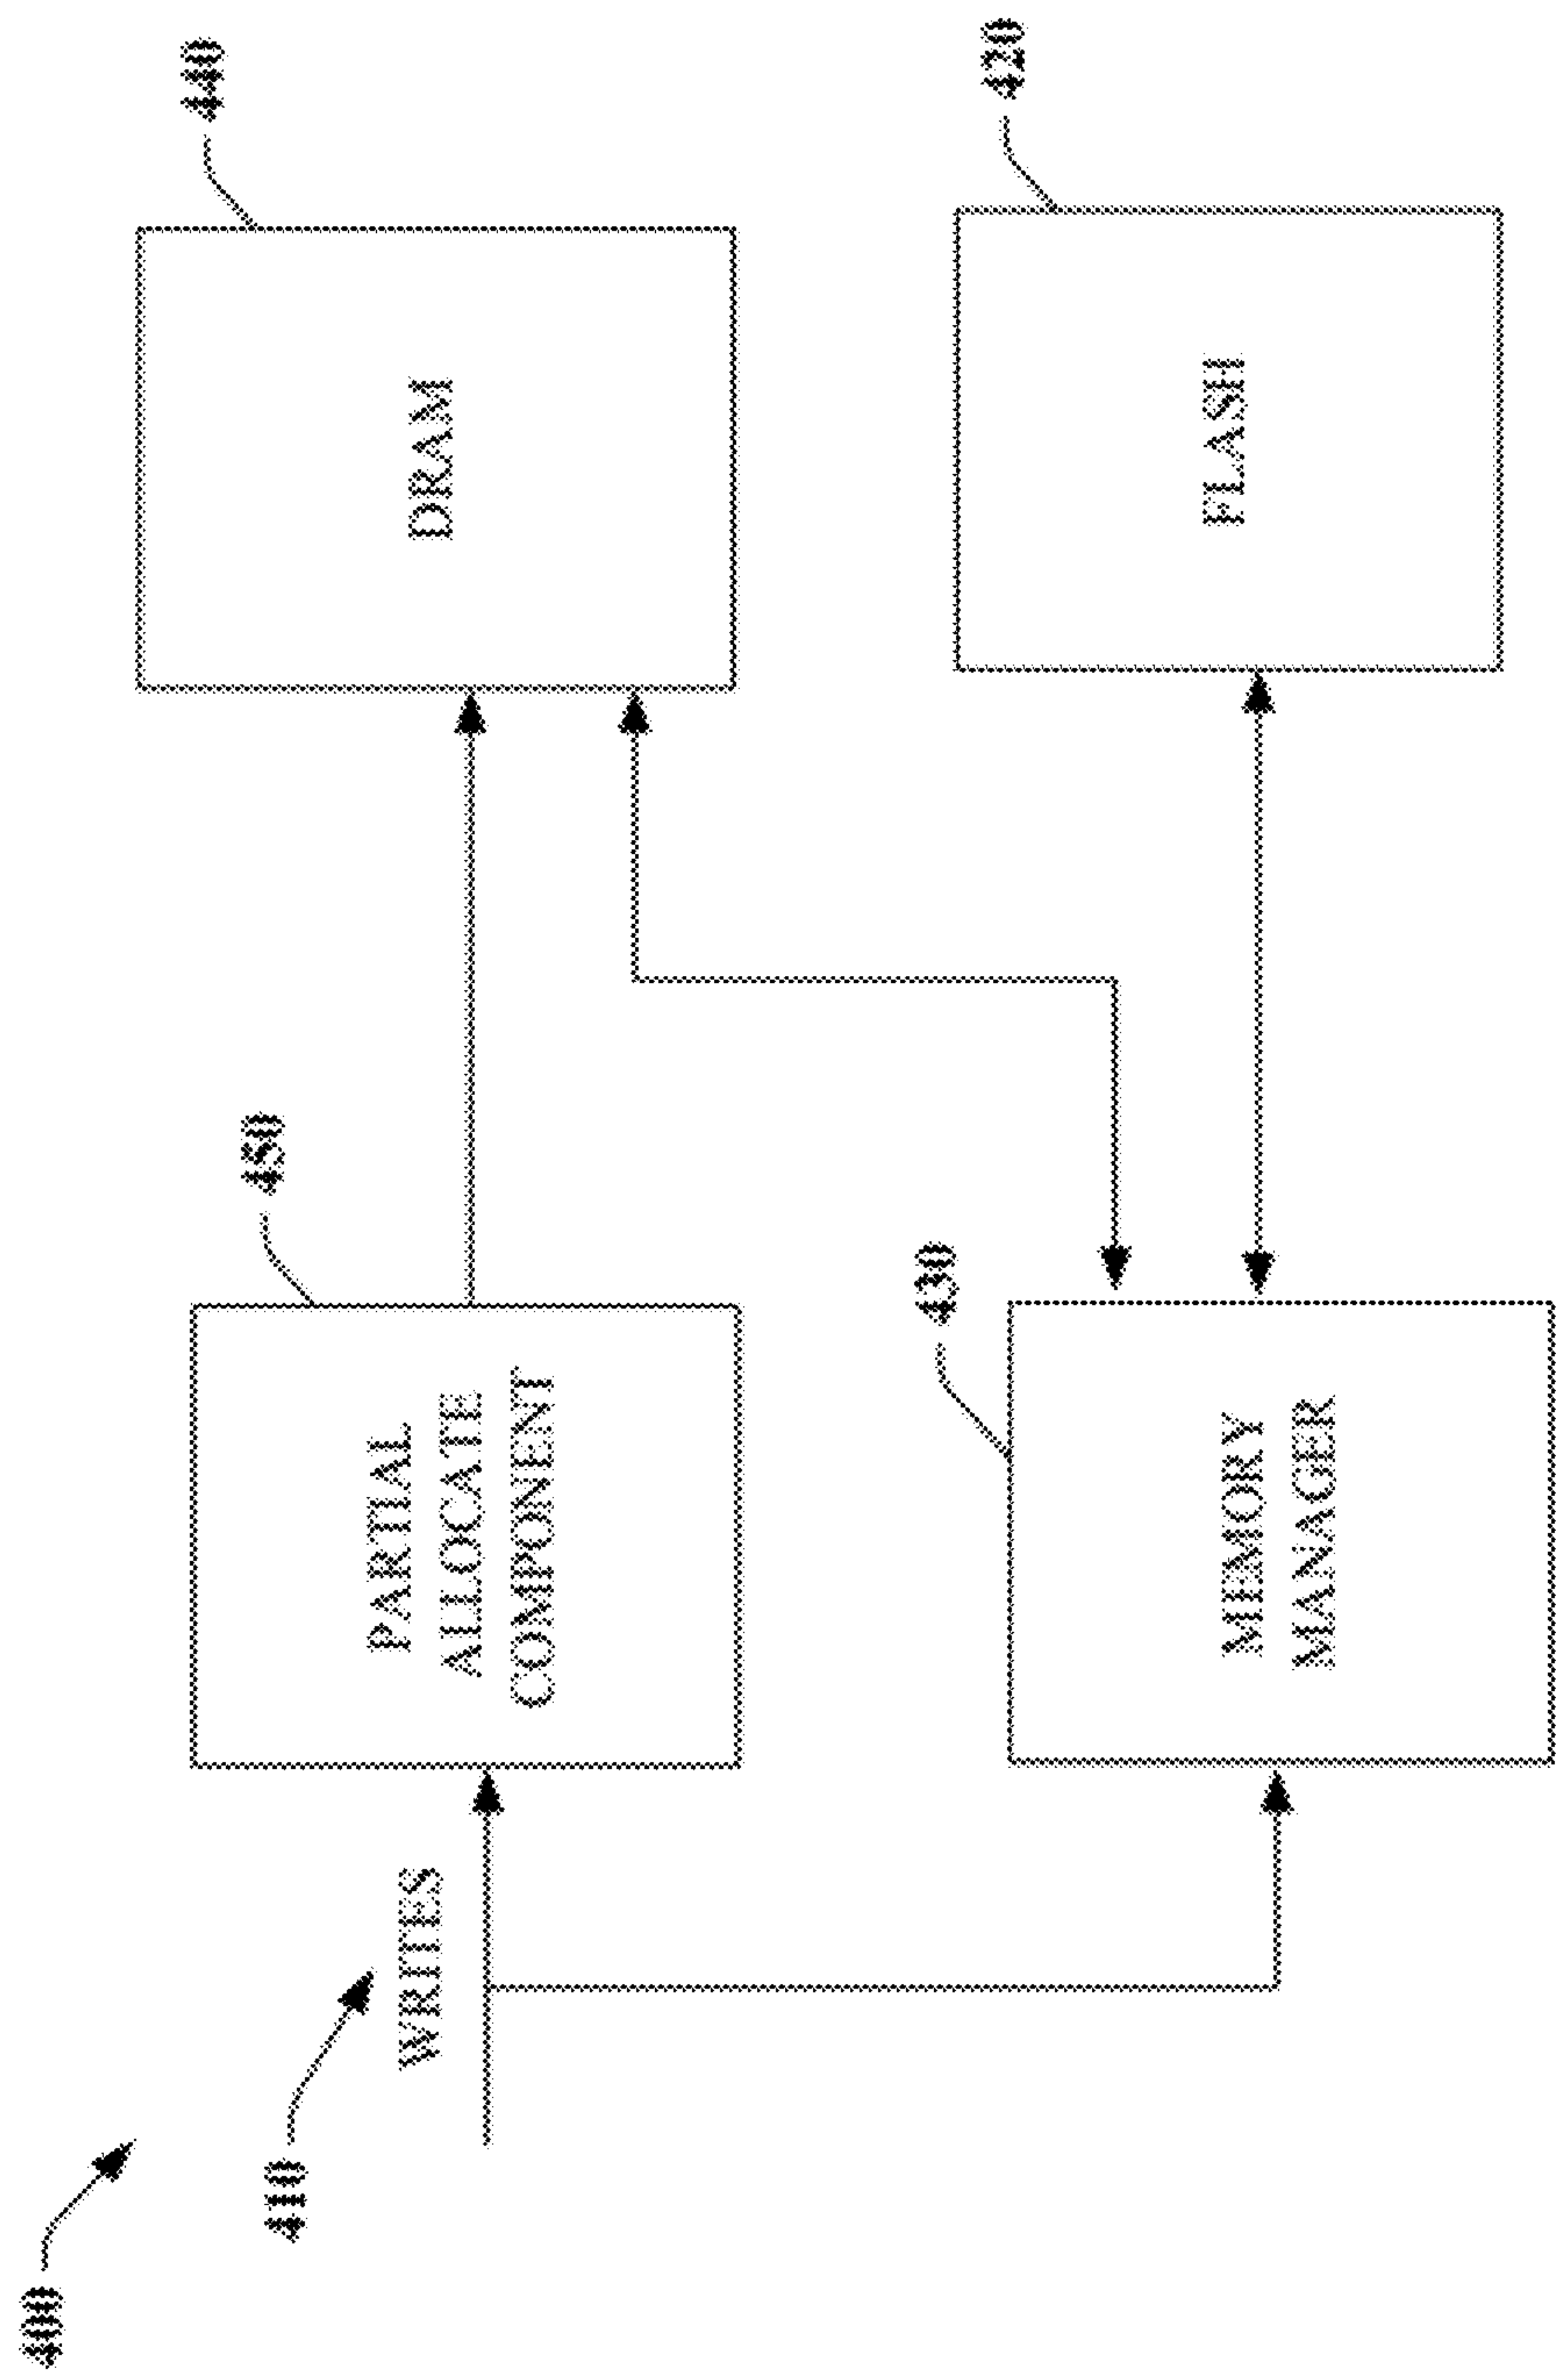 400
410
WRITES
450
PARTIAL
ALLOCATE
COMPONENT
440
DRAM
430
MEMORY
MANAGER
420
FLASH